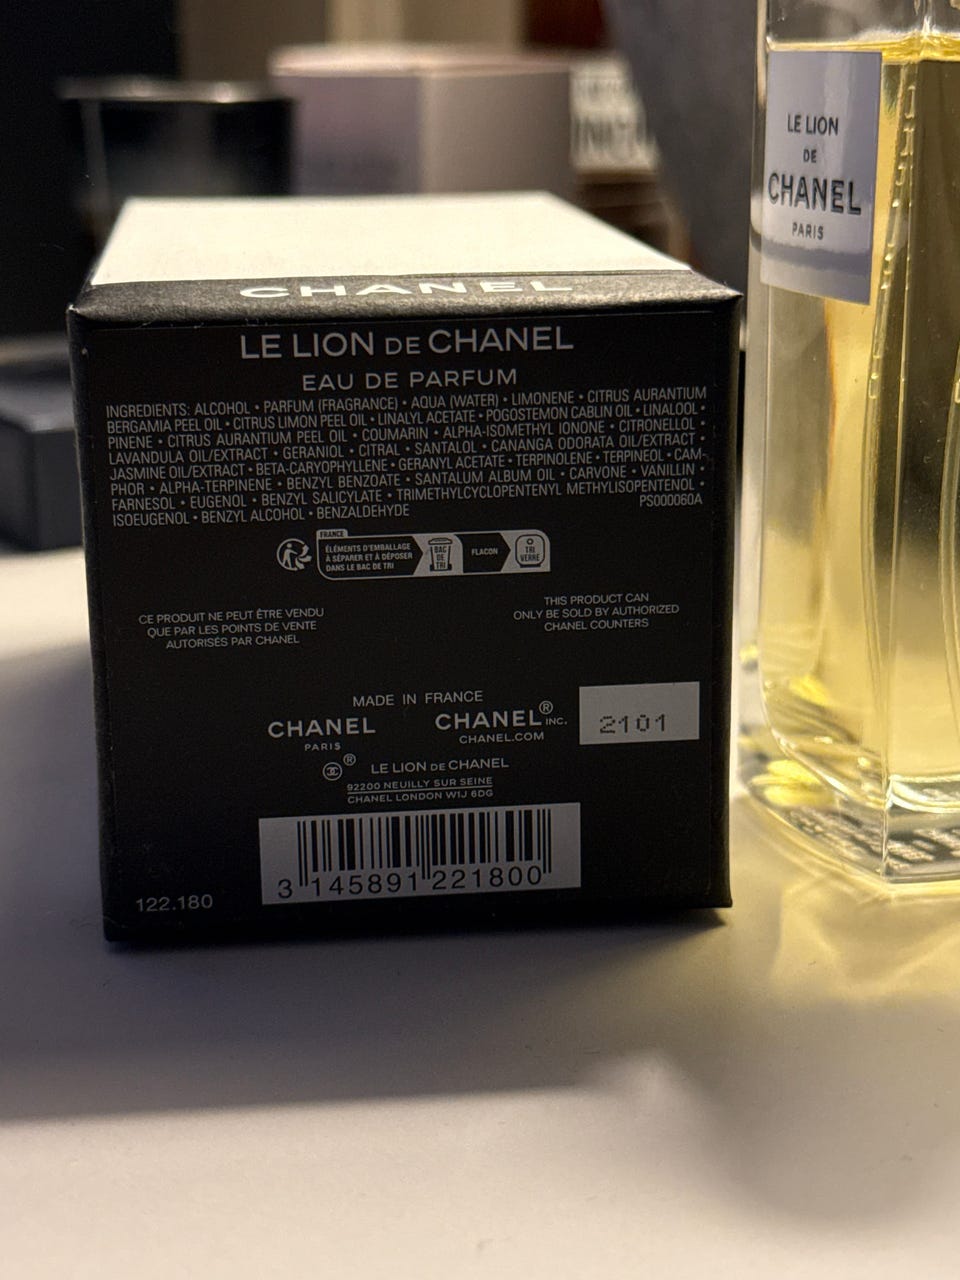 CHANEL
LE LION DE CHANEL
EAU DE PARFUM
INGREDIENTS: ALCOHOL • PARFUM (FRAGRANCE) • AQUA (WATER) • LIMONENE • CITRUS AURANTIUM
BERGAMIA PEEL OIL • CITRUS LIMON PEEL OIL • LINALYL ACETATE • POGOSTEMON CABLIN OIL • LINALOOL •
PINENE • CITRUS AURANTIUM PEEL OIL • COUMARIN • ALPHA-ISOMETHYL IONONE • CITRONELLOL •
LAVANDULA OIL/EXTRACT • GERANIOL • CITRAL • SANTALOL • CANANGA ODORATA OIL/EXTRACT •
JASMINE OIL/EXTRACT • BETA-CARYOPHYLLENE • GERANYL ACETATE • TERPINOLENE • TERPINEOL • CAM-
PHOR • ALPHA-TERPINENE • BENZYL BENZOATE • SANTALUM ALBUM OIL • CARVONE • VANILLIN •
FARNESOL • EUGENOL • BENZYL SALICYLATE • TRIMETHYLCYCLOPENTENYL METHYLISOPENTENOL •
ISOEUGENOL • BENZYL ALCOHOL • BENZALDEHYDE
PS000060A
FRANCE
ÉLÉMENTS D'EMBALLAGE
À SÉPARER ET À DÉPOSER
DANS LE BAC DE TRI
BAC
DE
TRI
FLACON
TRI
VERRE
CE PRODUIT NE PEUT ÊTRE VENDU
QUE PAR LES POINTS DE VENTE
AUTORISÉS PAR CHANEL
THIS PRODUCT CAN
ONLY BE SOLD BY AUTHORIZED
CHANEL COUNTERS
MADE IN FRANCE
CHANEL
PARIS
CHANEL® INC.
CHANEL.COM
2101
® LE LION DE CHANEL
92200 NEUILLY SUR SEINE
CHANEL LONDON W1J 6DG
3 145891 221800
122.180
LE LION
DE
CHANEL
PARIS